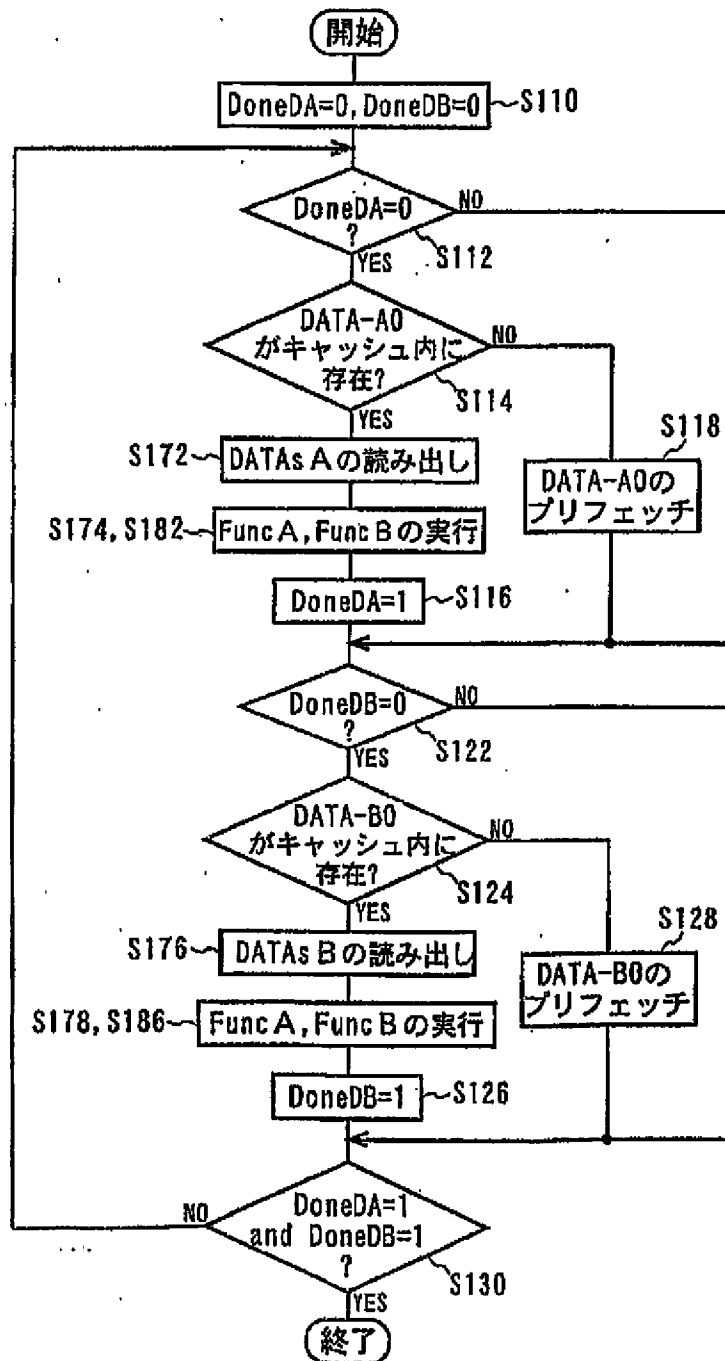 開始
DoneDA=0, DoneDB=0
S110
DoneDA=0
?
NO
S112
YES
DATA-A0
がキャッシュ内に
存在?
NO
S114
YES
S118
S172
DATAs Aの読み出し
DATA-A0の
プリフェッチ
S174, S182
Func A, Func Bの実行
DoneDA=1
S116
DoneDB=0
?
NO
S122
YES
DATA-B0
がキャッシュ内に
存在?
NO
S124
YES
S128
S176
DATAs Bの読み出し
DATA-B0の
プリフェッチ
S178, S186
Func A, Func Bの実行
DoneDB=1
S126
NO
DoneDA=1
and DoneDB=1
?
S130
YES
終了